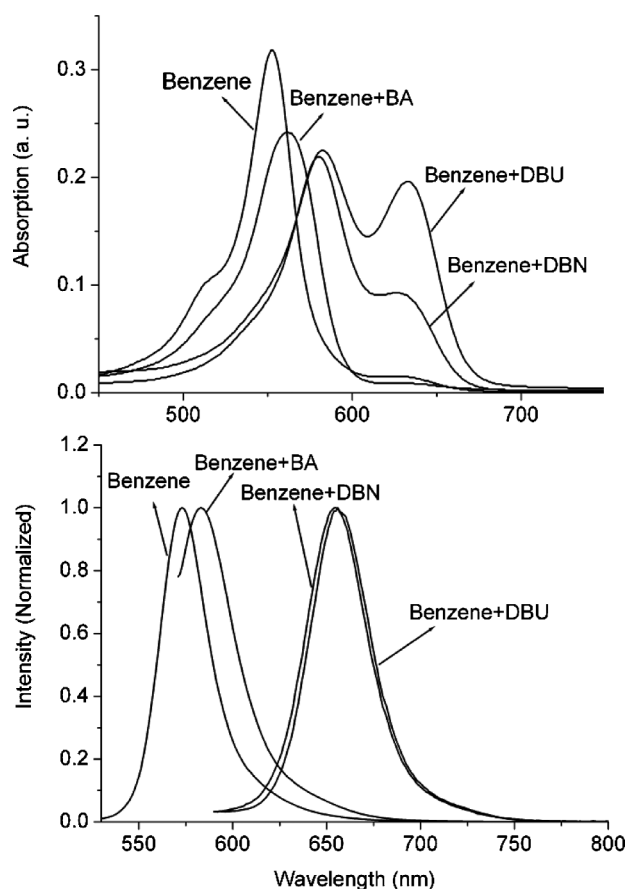 0.3
0.2
0.1
0.0
Absorption (a. u.)
Benzene
Benzene+BA
Benzene+DBU
Benzene+DBN
500
600
700
1.2
1.0
0.8
0.6
0.4
0.2
0.0
Intensity (Normalized)
Benzene
Benzene+BA
Benzene+DBN
Benzene+DBU
550
600
650
700
750
800
Wavelength (nm)